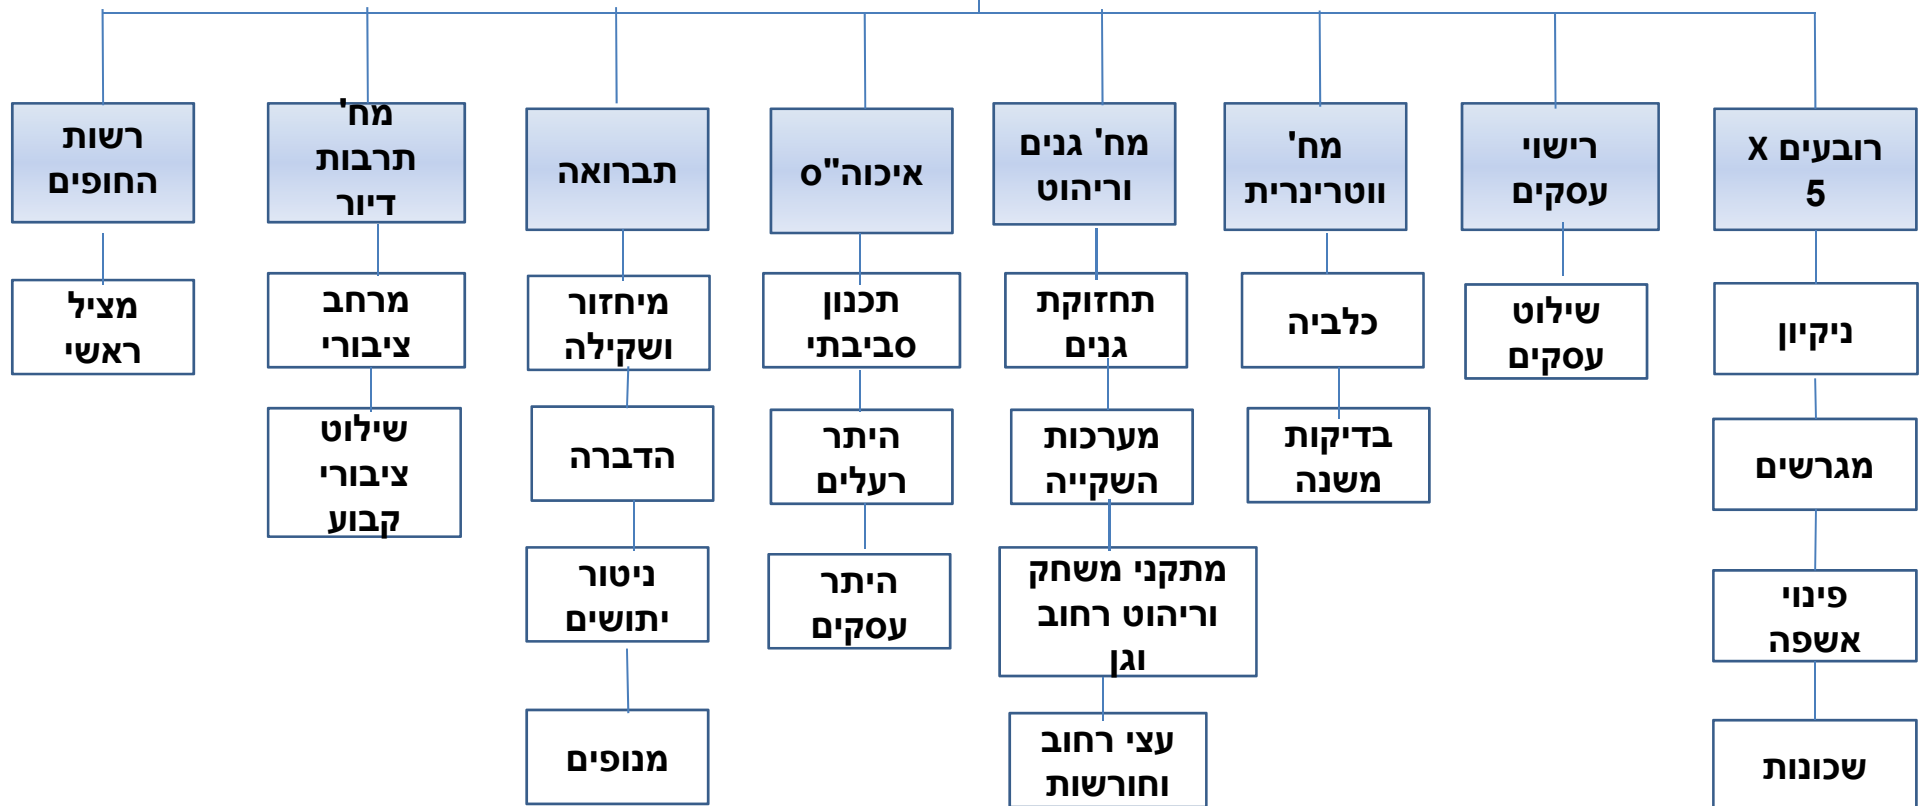 רובעים X
5
ניקיון
מגרשים
פינוי
אשפה
שכונות
רישוי
עסקים
שילוט
עסקים
מח'
ווטרינרית
כלביה
בדיקות
משנה
מח' גנים
וריהוט
תחזוקת
גנים
מערכות
השקייה
מתקני משחק
וריהוט רחוב
וגן
עצי רחוב
וחורשות
איכוה"ס
תכנון
סביבתי
היתר
רעלים
היתר
עסקים
תברואה
מיחזור
ושקילה
הדברה
ניטור
יתושים
מנופים
מח'
תרבות
דיור
מרחב
ציבורי
שילוט
ציבורי
קבוע
רשות
החופים
מציל
ראשי